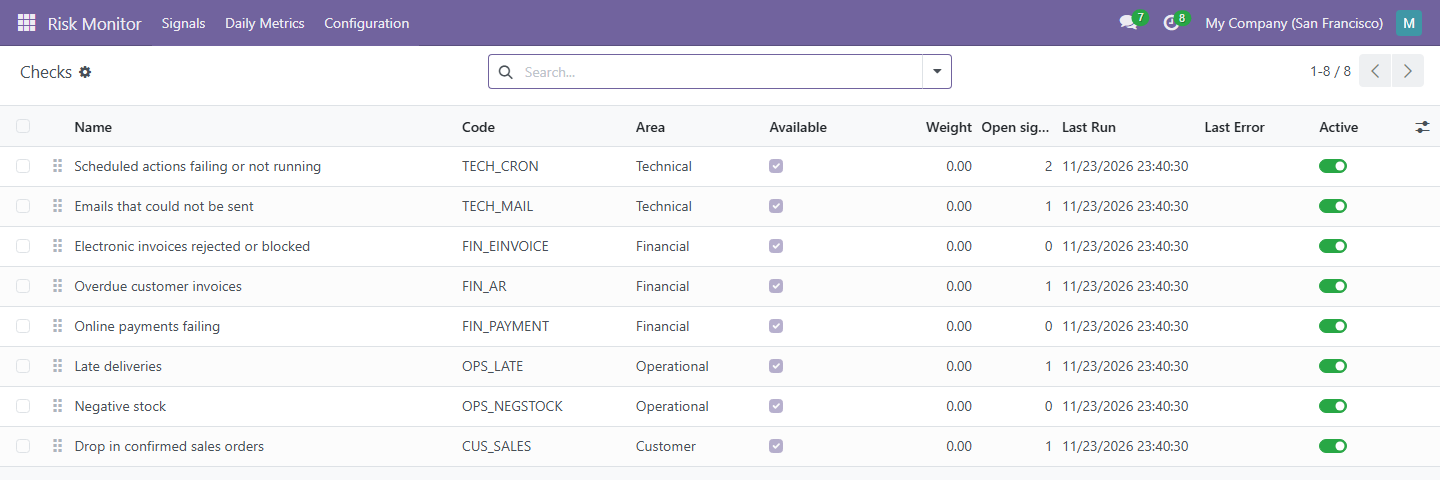 Risk Monitor Signals Daily Metrics Configuration 7 8 My Company (San Francisco) M
Checks Search... 1-8 / 8
Name Code Area Available Weight Open sig... Last Run Last Error Active
Scheduled actions failing or not running TECH_CRON Technical 0.00 2 11/23/2026 23:40:30
Emails that could not be sent TECH_MAIL Technical 0.00 1 11/23/2026 23:40:30
Electronic invoices rejected or blocked FIN_EINVOICE Financial 0.00 0 11/23/2026 23:40:30
Overdue customer invoices FIN_AR Financial 0.00 1 11/23/2026 23:40:30
Online payments failing FIN_PAYMENT Financial 0.00 0 11/23/2026 23:40:30
Late deliveries OPS_LATE Operational 0.00 1 11/23/2026 23:40:30
Negative stock OPS_NEGSTOCK Operational 0.00 0 11/23/2026 23:40:30
Drop in confirmed sales orders CUS_SALES Customer 0.00 1 11/23/2026 23:40:30